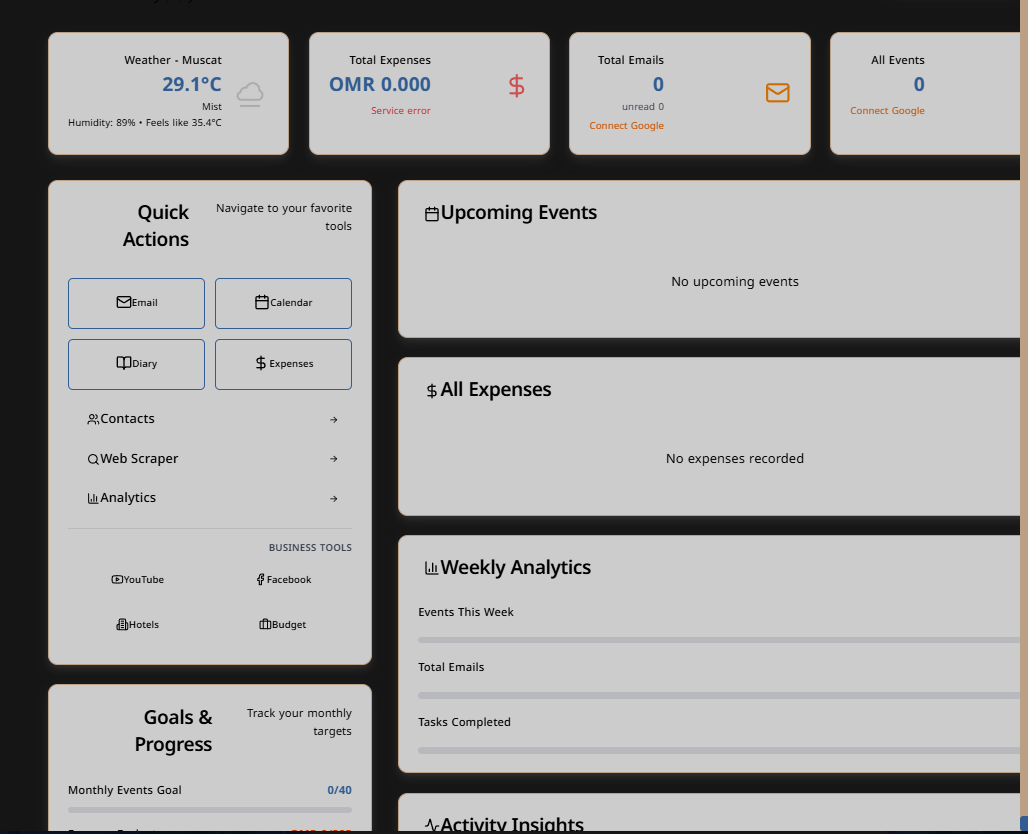 Weather - Muscat
29.1°C
Mist
Humidity: 89% • Feels like 35.4°C
Total Expenses
OMR 0.000
Service error
Total Emails
0
unread 0
Connect Google
All Events
0
Connect Google
Quick
Actions
Navigate to your favorite
tools
Email
Calendar
Diary
Expenses
Contacts →
Web Scraper →
Analytics →
BUSINESS TOOLS
YouTube
Facebook
Hotels
Budget
Goals &
Progress
Track your monthly
targets
Monthly Events Goal 0/40
Upcoming Events
No upcoming events
All Expenses
No expenses recorded
Weekly Analytics
Events This Week
Total Emails
Tasks Completed
Activity Insights